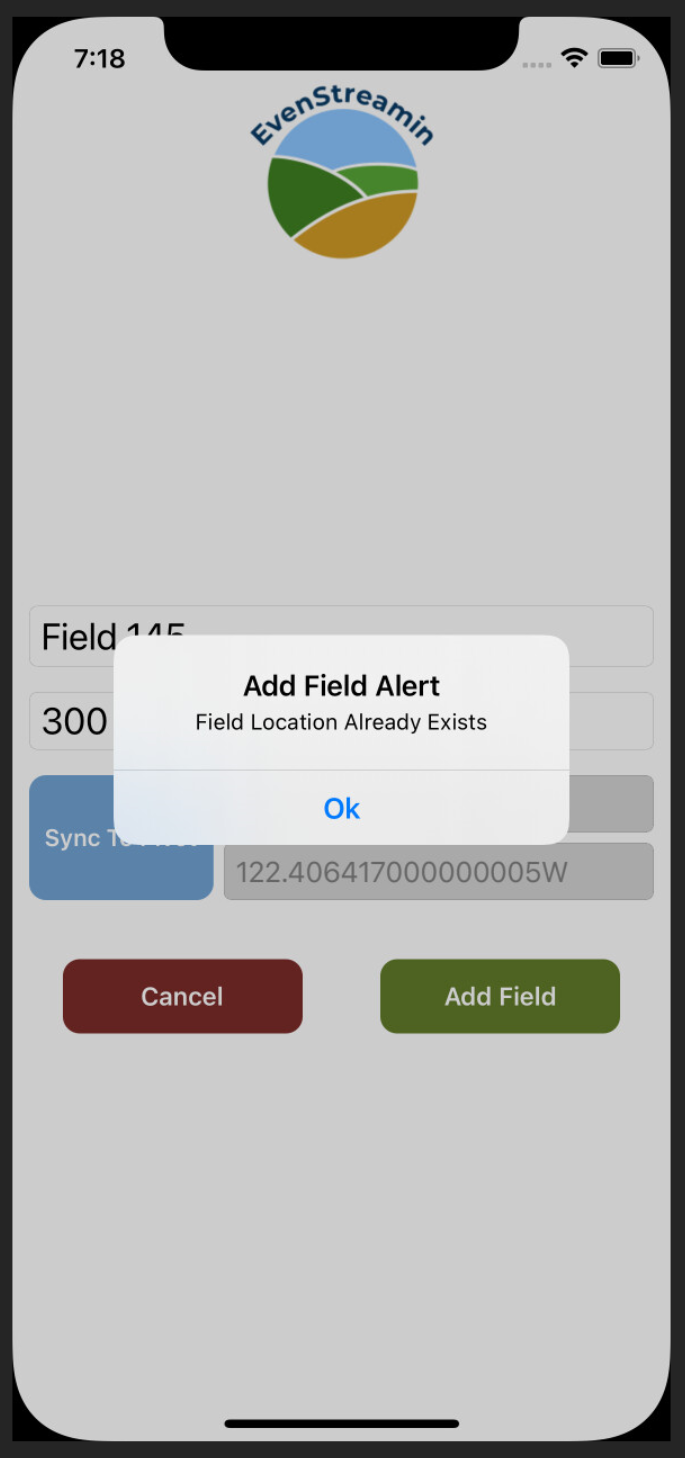 7:18
EvenStreamin
Field 145
300
Add Field Alert
Field Location Already Exists
Ok
Sync To
122.406417000000005W
Cancel
Add Field